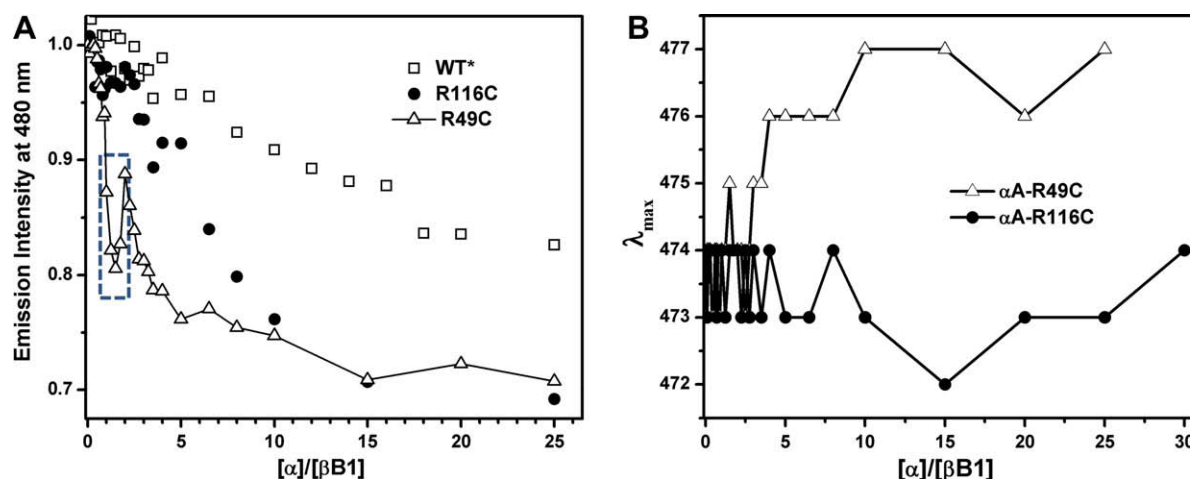 A
Emission Intensity at 480 nm
1.0
0.9
0.8
0.7
WT*
R116C
R49C
0 5 10 15 20 25
[α]/[βB1]
B
λmax
477
476
475
474
473
472
αA-R49C
αA-R116C
0 5 10 15 20 25 30
[α]/[βB1]